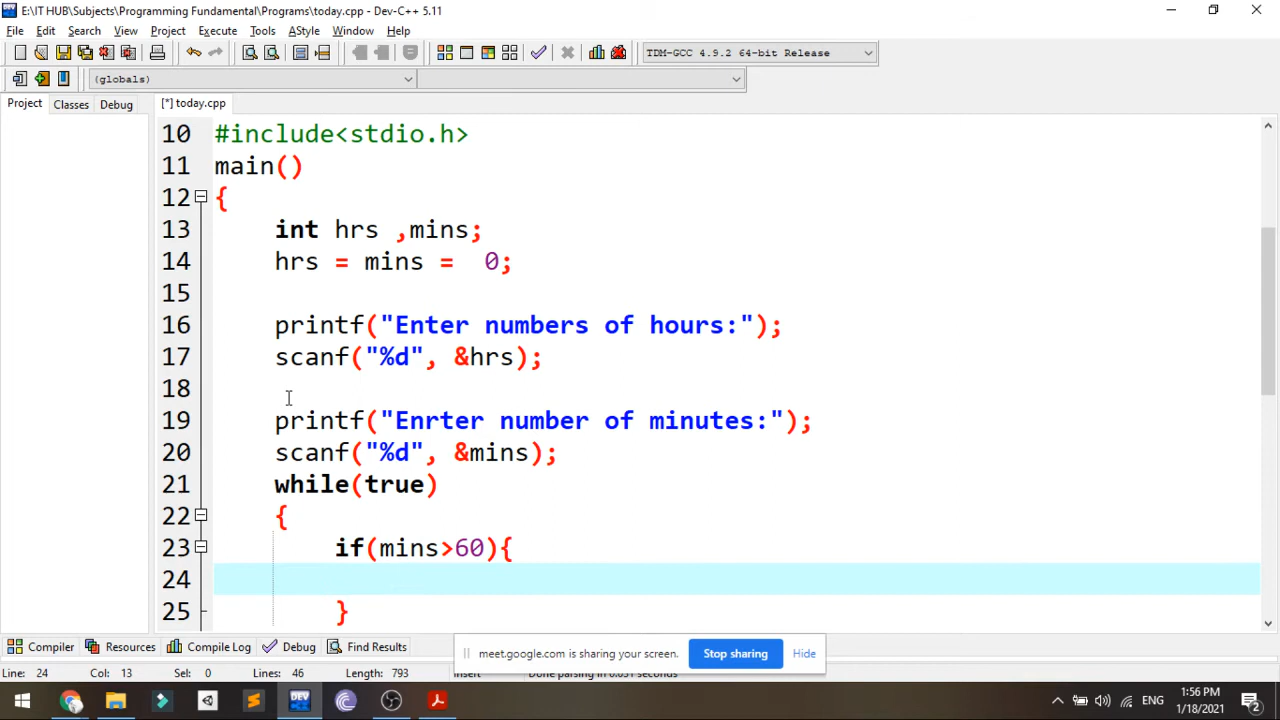 E:\IT HUB\Subjects\Programming Fundamental\Programs\today.cpp - Dev-C++ 5.11
File Edit Search View Project Execute Tools AStyle Window Help
TDM-GCC 4.9.2 64-bit Release
(globals)
Project Classes Debug [*] today.cpp
10 #include<stdio.h>
11 main()
12 {
13 int hrs ,mins;
14 hrs = mins =  0;
15
16 printf("Enter numbers of hours:");
17 scanf("%d", &hrs);
18
19 printf("Enrter number of minutes:");
20 scanf("%d", &mins);
21 while(true)
22 {
23 if(mins>60){
24
25 }
Compiler Resources Compile Log Debug Find Results
meet.google.com is sharing your screen. Stop sharing Hide
Line: 24 Col: 13 Sel: 0 Lines: 46 Length: 793 Insert Done parsing in 0.031 seconds
DEV
ENG
1:56 PM
1/18/2021
2